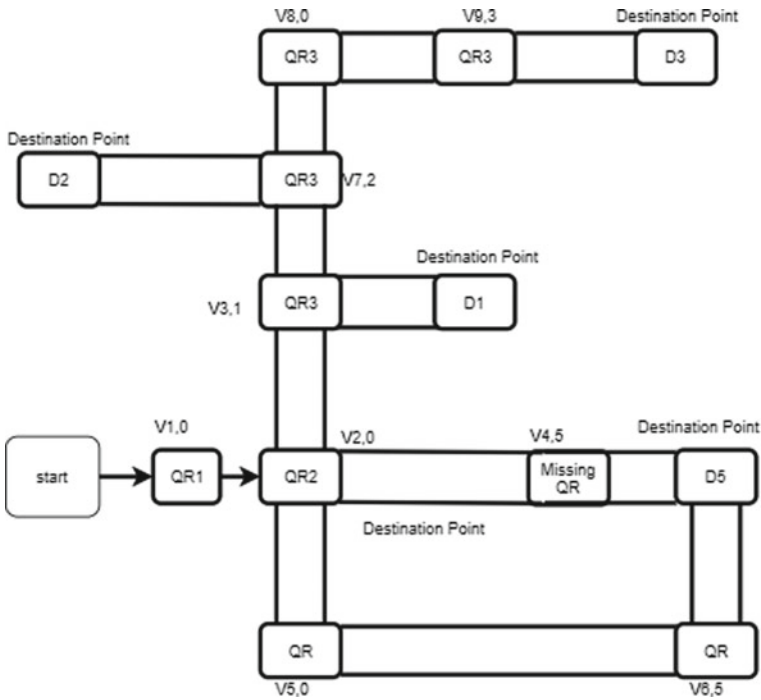 V8,0
V9,3
Destination Point
QR3
QR3
D3
Destination Point
D2
QR3
V7,2
Destination Point
V3,1
QR3
D1
V1,0
V2,0
V4,5
Destination Point
start
QR1
QR2
Missing
QR
D5
Destination Point
QR
QR
V5,0
V6,5